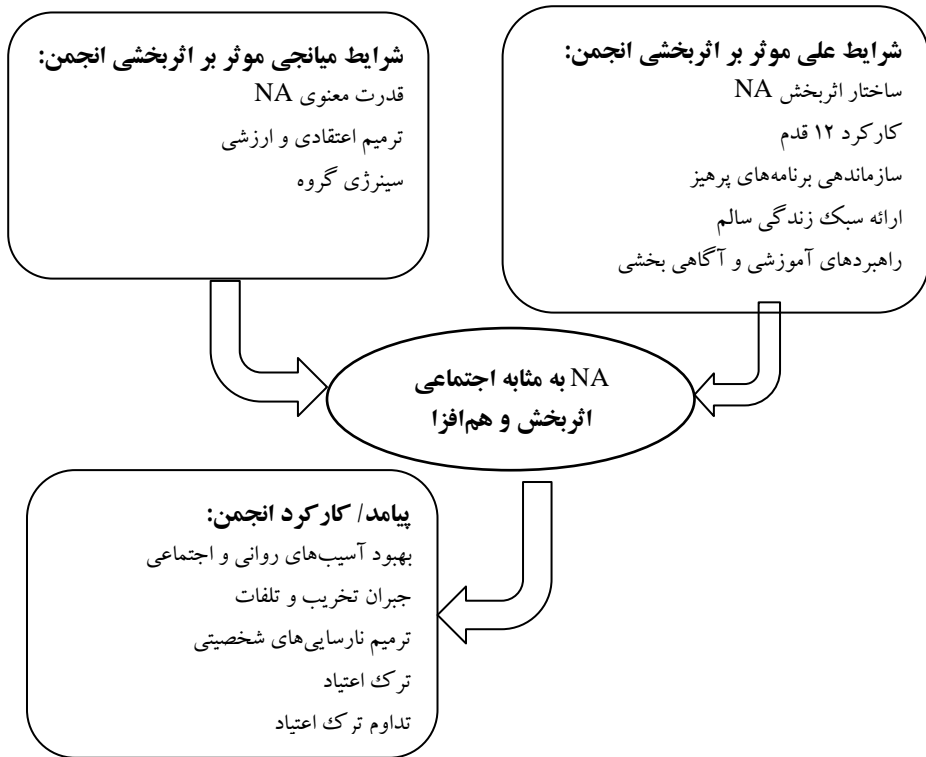 شرایط علی موثر بر اثربخشی انجمن:
ساختار اثربخش NA
کارکرد ۱۲ قدم
سازماندهی برنامه‌های پرهیز
ارائه سبک زندگی سالم
راهبردهای آموزشی و آگاهی بخشی
شرایط میانجی موثر بر اثربخشی انجمن:
قدرت معنوی NA
ترمیم اعتقادی و ارزشی
سینرژی گروه
NA به مثابه اجتماعی
اثربخش و هم‌افزا
پیامد/ کارکرد انجمن:
بهبود آسیب‌های روانی و اجتماعی
جبران تخریب و تلفات
ترمیم نارسایی‌های شخصیتی
ترک اعتیاد
تداوم ترک اعتیاد